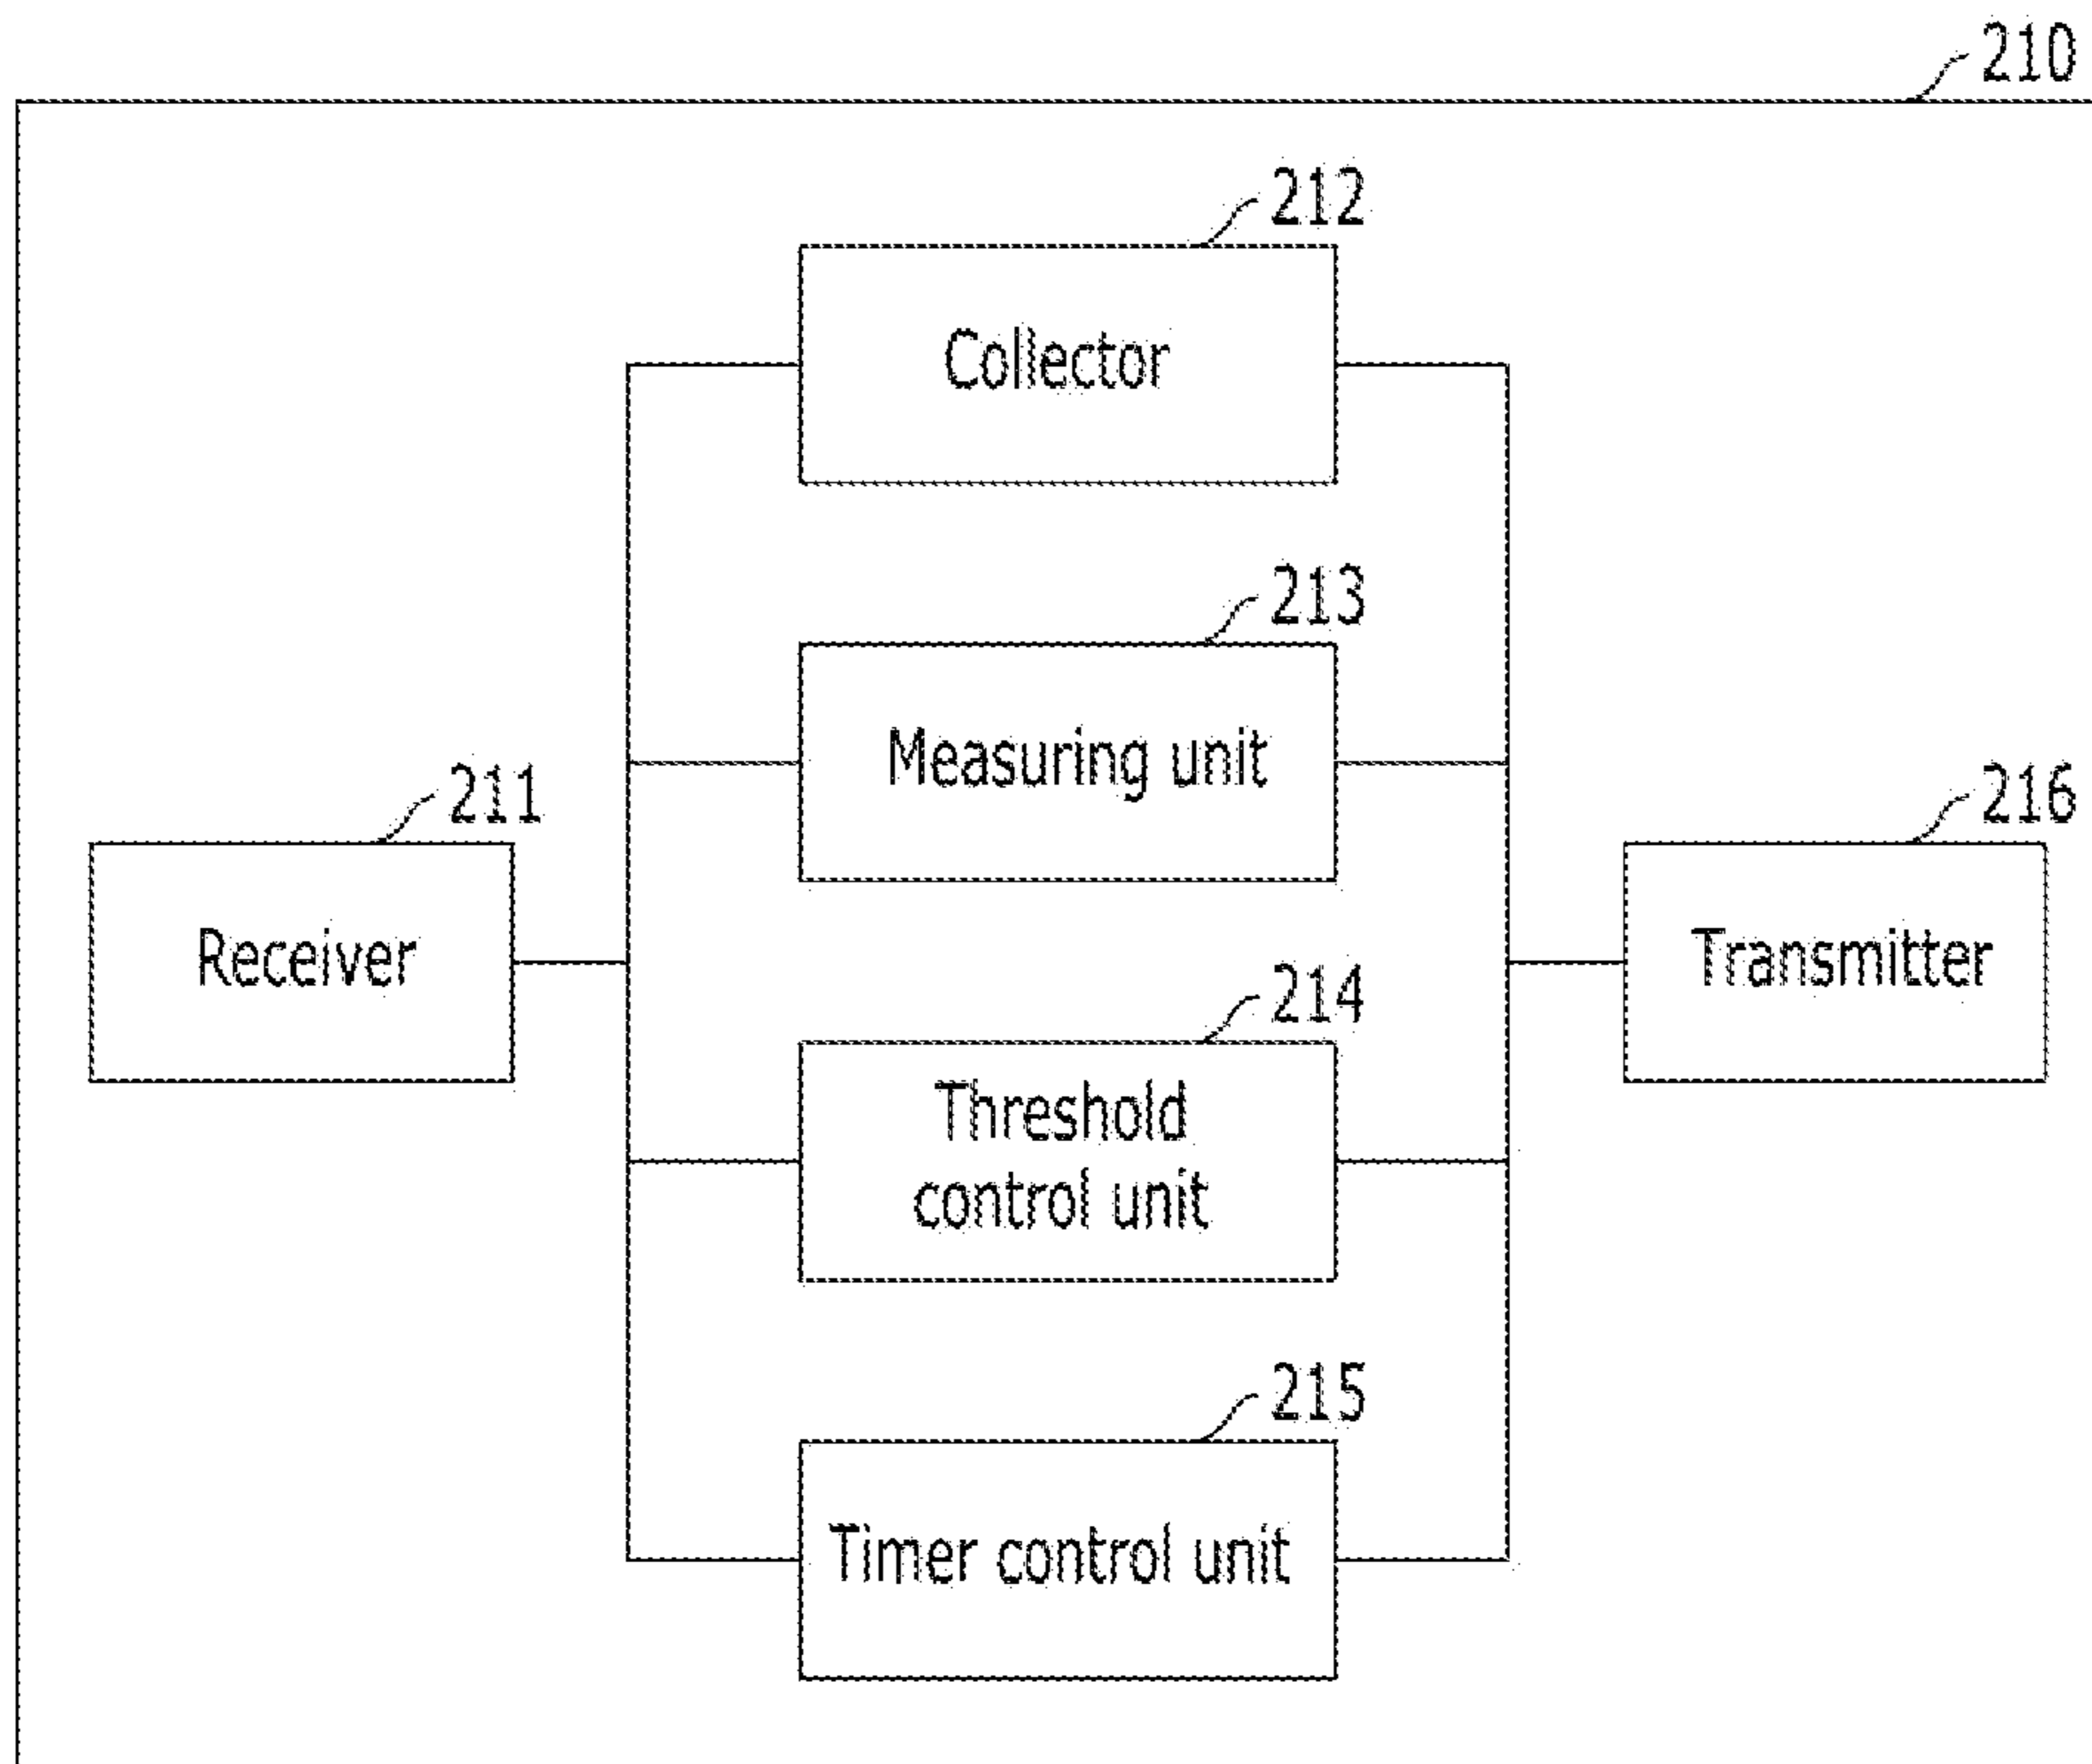 210
212
Collector
213
Measuring unit
211
Receiver
216
Transmitter
214
Threshold
control unit
215
Timer control unit